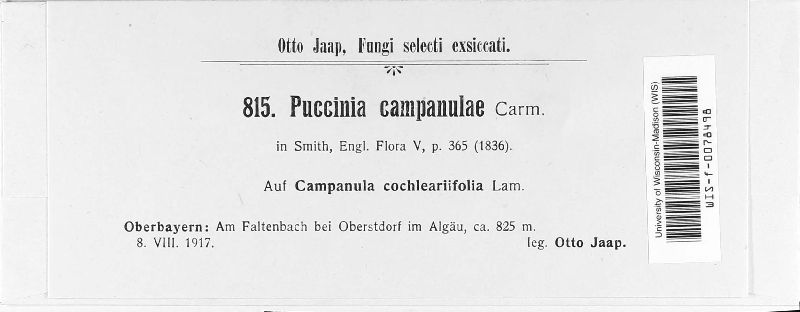 Otto Jaap, Fungi selecti exsiccati.
815. Puccinia campanulae Carm.
in Smith, Engl. Flora V, p. 365 (1836).
Auf Campanula cochleariifolia Lam.
Oberbayern: Am Faltenbach bei Oberstdorf im Algäu, ca. 825 m.
8. VIII. 1917. leg. Otto Jaap.
University of Wisconsin-Madison (WIS)
WIS-f-0078498